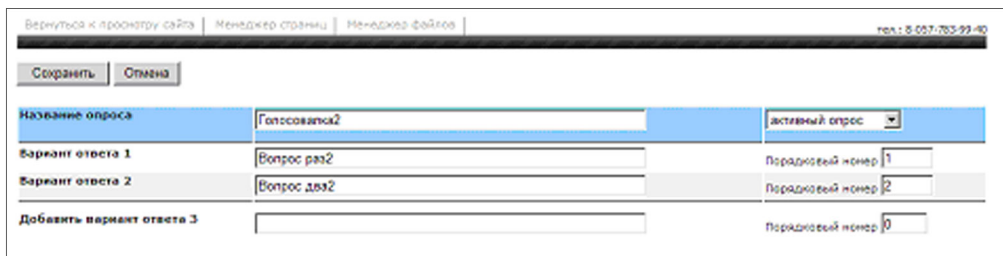 Вернуться к просмотру сайта | Менеджер страниц | Менеджер файлов |
тел.: 8-057-763-99-40
Сохранить Отмена
Название опроса Голосовалка2 активный опрос
Вариант ответа 1 Вопрос раз2 Порядковый номер 1
Вариант ответа 2 Вопрос два2 Порядковый номер 2
Добавить вариант ответа 3 Порядковый номер 0